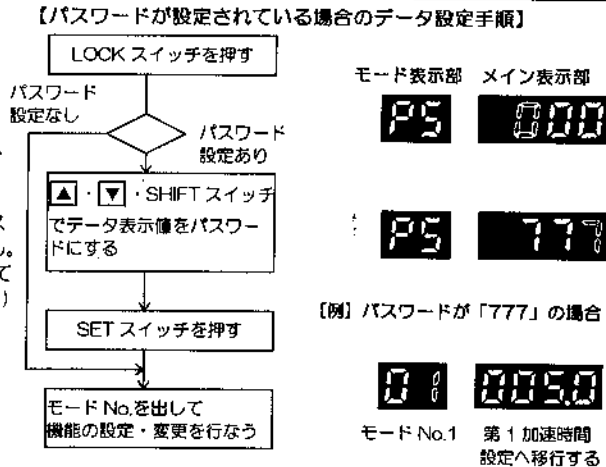 【パスワードが設定されている場合のデータ設定手順】
LOCK スイッチを押す
パスワード
設定なし
パスワード
設定あり
▲・▼・SHIFT スイッチ
でデータ表示値をパスワー
ドにする
ス
し。
て
)
SET スイッチを押す
モード No.を出して
機能の設定・変更を行なう
モード表示部 メイン表示部
PS 000
PS 777
[例] パスワードが「777」の場合
01 005.0
モード No.1 第 1 加速時間
設定へ移行する